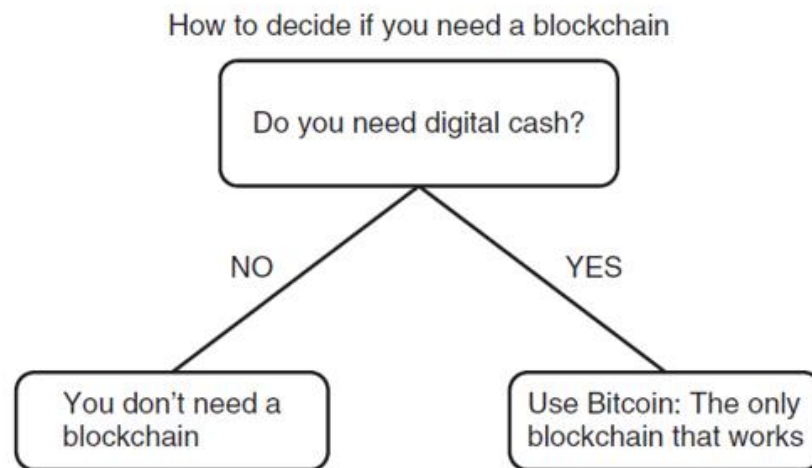 How to decide if you need a blockchain
Do you need digital cash?
NO
YES
You don’t need a
blockchain
Use Bitcoin: The only
blockchain that works